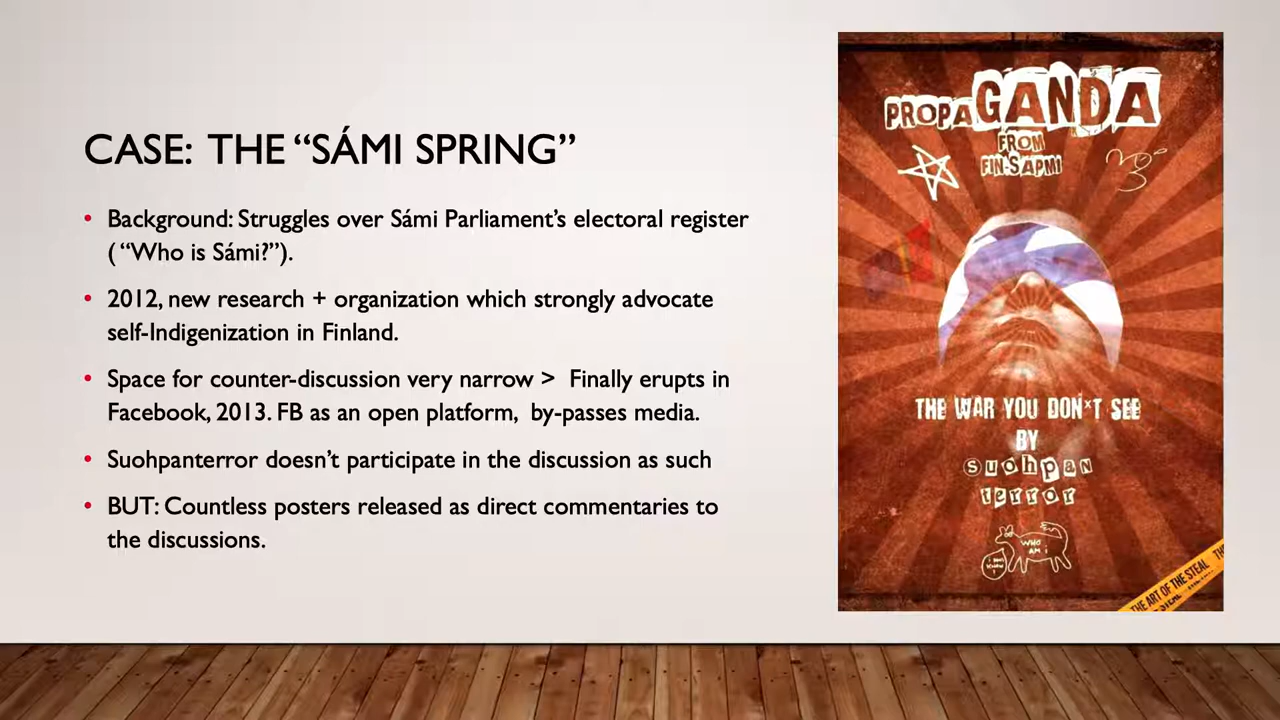 CASE: THE “SÁMI SPRING”
• Background: Struggles over Sámi Parliament’s electoral register
( “Who is Sámi?”).
• 2012, new research + organization which strongly advocate
self-Indigenization in Finland.
• Space for counter-discussion very narrow > Finally erupts in
Facebook, 2013. FB as an open platform, by-passes media.
• Suohpanterror doesn’t participate in the discussion as such
• BUT: Countless posters released as direct commentaries to
the discussions.
PROPAGANDA
FROM
FIN-SAPMI
THE WAR YOU DON*T SEE
BY
suohpan
terror
WHO
AM I
THE ART OF THE STEAL